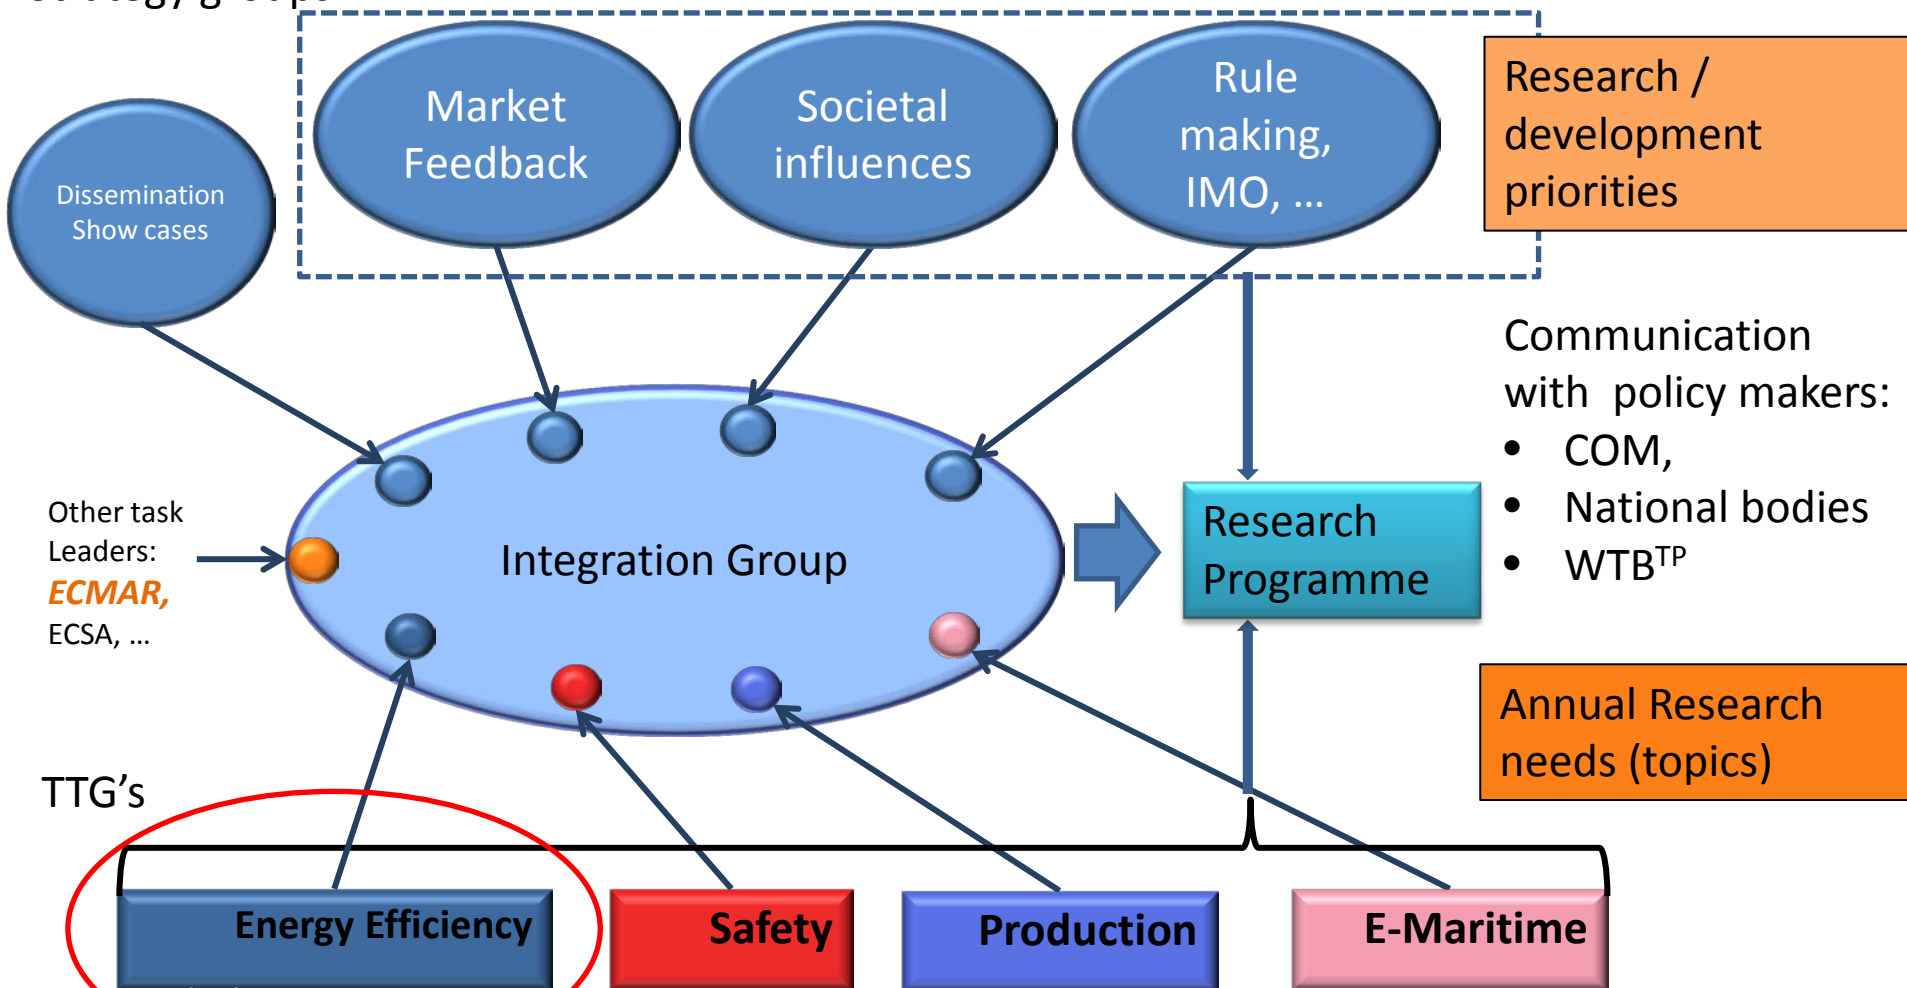 Strategy groups
Market
Feedback
Societal
influences
Rule
making,
IMO, ...
Research /
development
priorities
Dissemination
Show cases
Communication
with  policy makers:
• COM,
• National bodies
• WTBTP
Other task
Leaders:
ECMAR,
ECSA, ...
Integration Group
Research
Programme
Annual Research
needs (topics)
TTG’s
Energy Efficiency
Safety
Production
E-Maritime